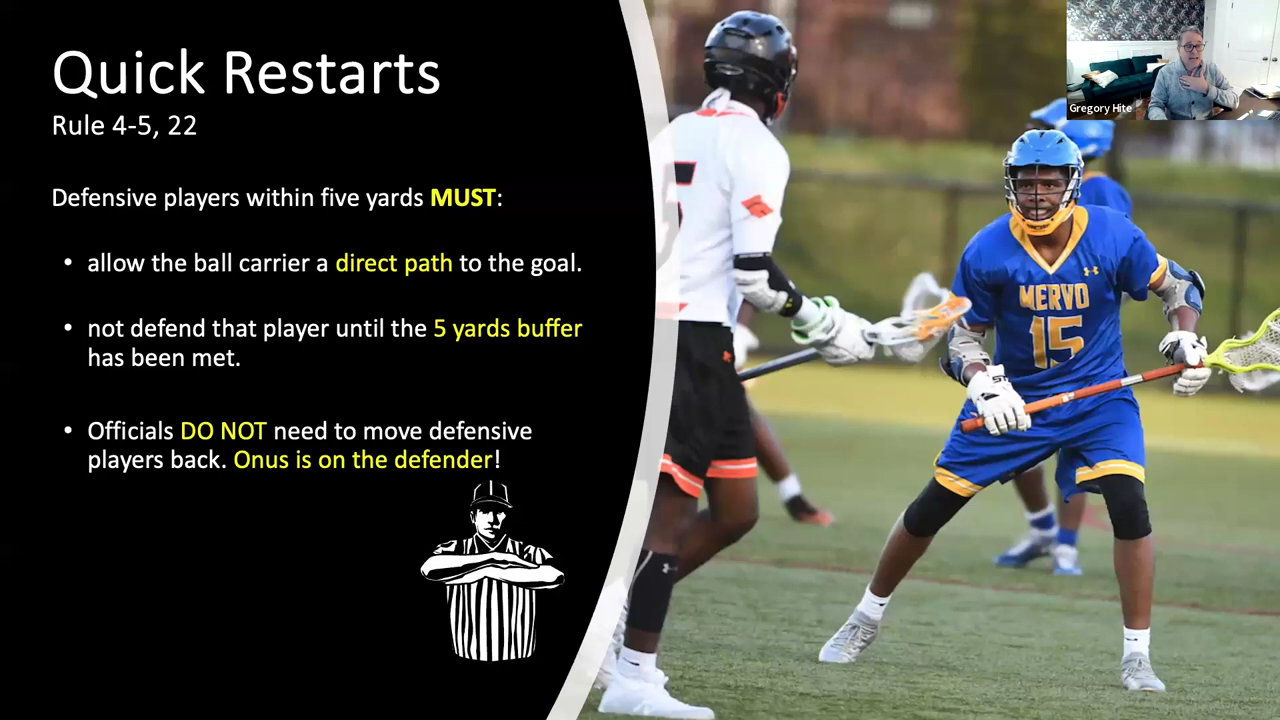 Quick Restarts
Rule 4-5, 22
Defensive players within five yards MUST:
• allow the ball carrier a direct path to the goal.
• not defend that player until the 5 yards buffer
has been met.
• Officials DO NOT need to move defensive
players back. Onus is on the defender!
Gregory Hite
MERVO
15